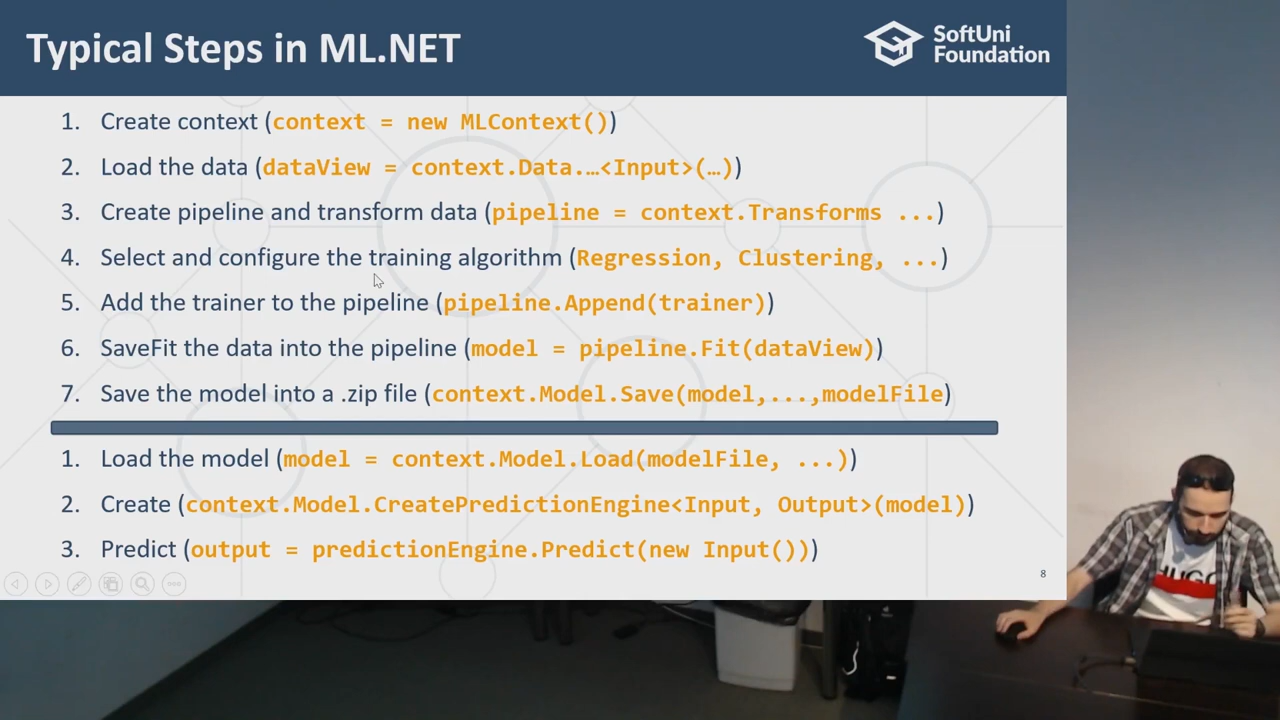 Typical Steps in ML.NET
SoftUni
Foundation
1. Create context (context = new MLContext())
2. Load the data (dataView = context.Data.…<Input>(…))
3. Create pipeline and transform data (pipeline = context.Transforms ...)
4. Select and configure the training algorithm (Regression, Clustering, ...)
5. Add the trainer to the pipeline (pipeline.Append(trainer))
6. SaveFit the data into the pipeline (model = pipeline.Fit(dataView))
7. Save the model into a .zip file (context.Model.Save(model,...,modelFile)
1. Load the model (model = context.Model.Load(modelFile, ...))
2. Create (context.Model.CreatePredictionEngine<Input, Output>(model))
3. Predict (output = predictionEngine.Predict(new Input()))
8
HUGO